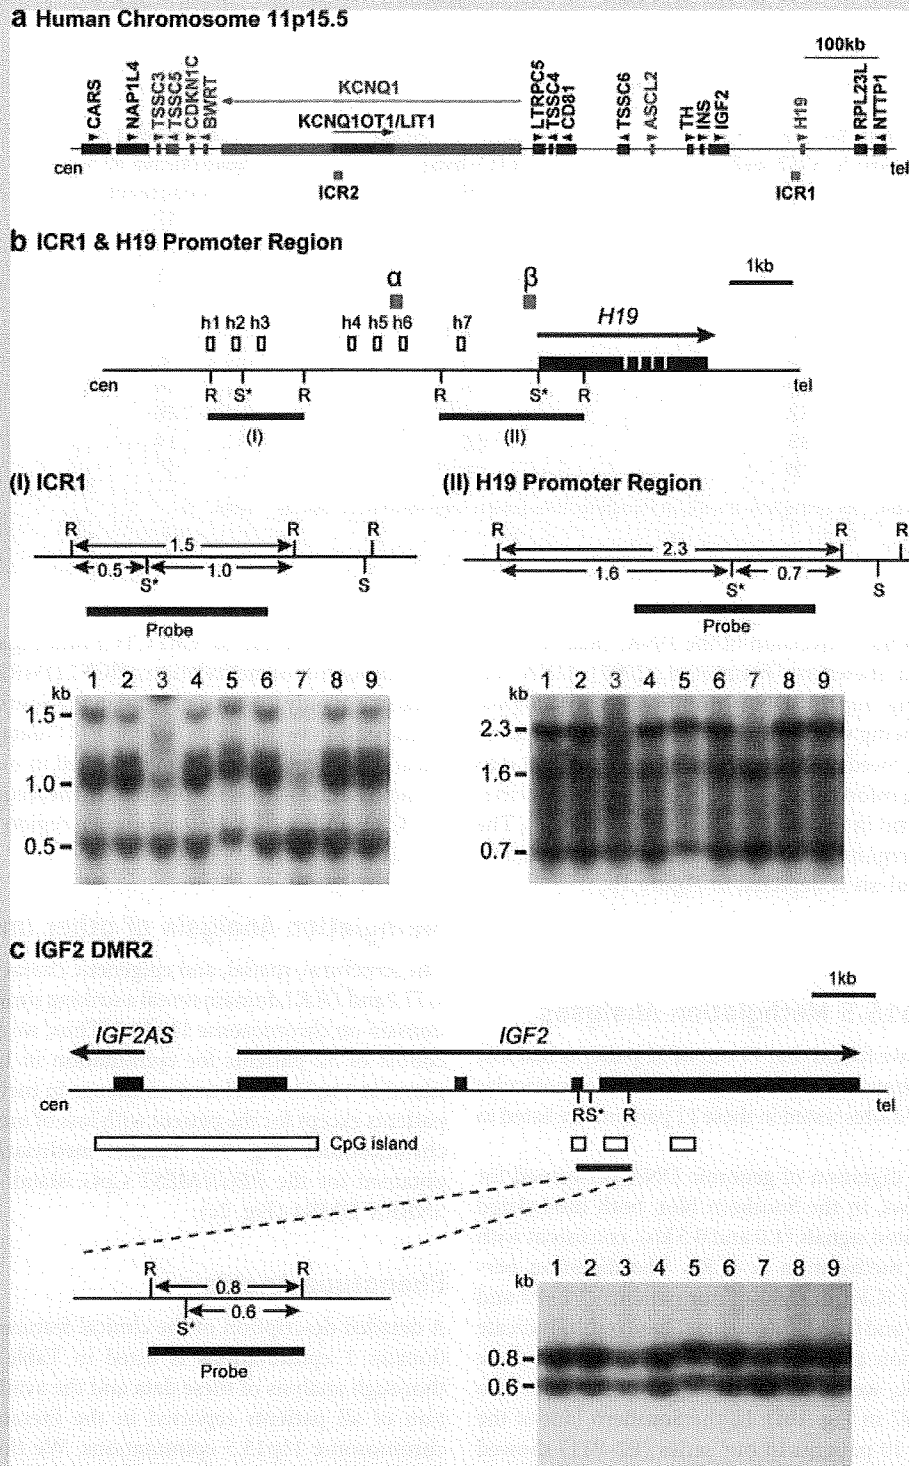 a Human Chromosome 11p15.5
100kb
CARS NAP1L4 TSSC3 TSSC5 CDKN1C BWRT KCNQ1 KCNQ1OT1/LIT1 LTRPC5 TSSC4 CD81 TSSC6 ASCL2 TH INS IGF2 H19 RPL23L NTTP1
cen tel
ICR2 ICR1
b ICR1 & H19 Promoter Region
1kb
α β
h1 h2 h3 h4 h5 h6 h7 H19
cen tel
R S* R R S* R
(I) (II)
(I) ICR1 (II) H19 Promoter Region
R R R R R R
1.5 2.3
0.5 1.0 1.6 0.7
S* S S* S
Probe Probe
kb 1 2 3 4 5 6 7 8 9 kb 1 2 3 4 5 6 7 8 9
1.5 2.3
1.0 1.6
0.5 0.7
c IGF2 DMR2
1kb
IGF2AS IGF2
cen tel
R S* R
CpG island
R R
0.8
0.6
S*
Probe
kb 1 2 3 4 5 6 7 8 9
0.8
0.6